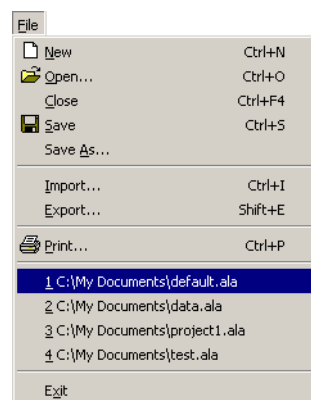 File
New Ctrl+N
Open... Ctrl+O
Close Ctrl+F4
Save Ctrl+S
Save As...
Import... Ctrl+I
Export... Shift+E
Print... Ctrl+P
1 C:\My Documents\default.ala
2 C:\My Documents\data.ala
3 C:\My Documents\project1.ala
4 C:\My Documents\test.ala
Exit